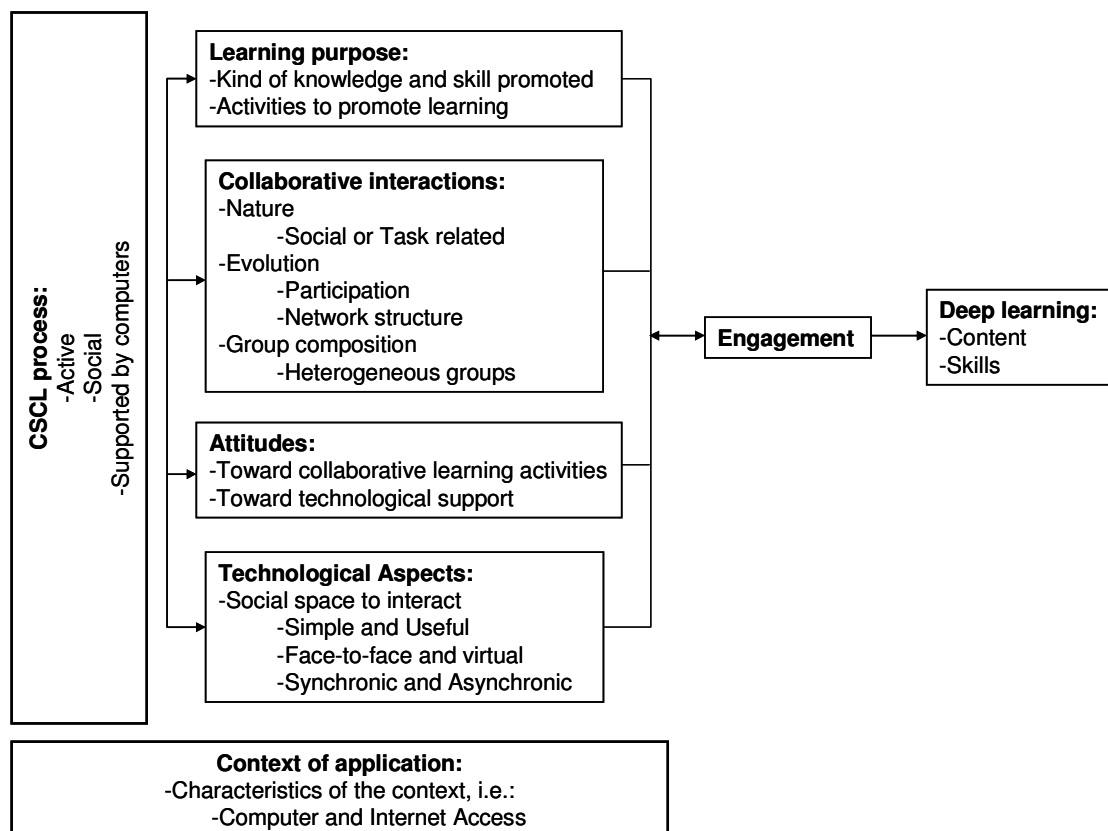 CSCL process:
-Active
-Social
-Supported by computers
Learning purpose:
-Kind of knowledge and skill promoted
-Activities to promote learning
Collaborative interactions:
-Nature
-Social or Task related
-Evolution
-Participation
-Network structure
-Group composition
-Heterogeneous groups
Attitudes:
-Toward collaborative learning activities
-Toward technological support
Technological Aspects:
-Social space to interact
-Simple and Useful
-Face-to-face and virtual
-Synchronic and Asynchronic
Engagement
Deep learning:
-Content
-Skills
Context of application:
-Characteristics of the context, i.e.:
-Computer and Internet Access